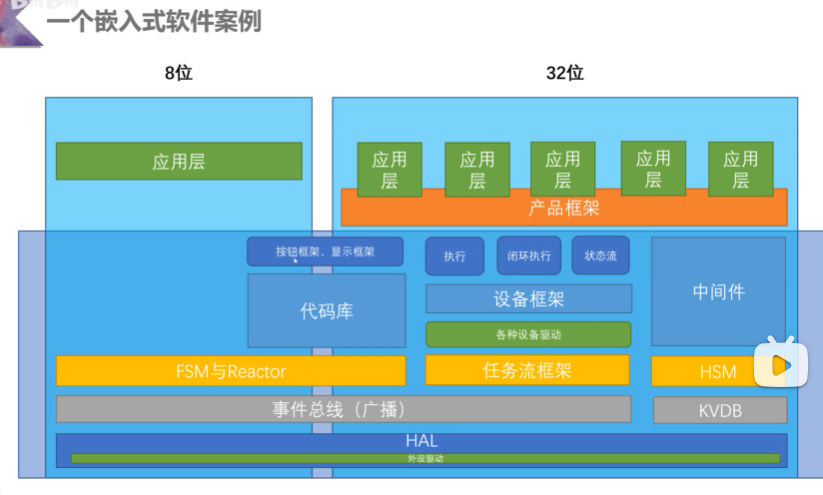 一个嵌入式软件案例
8位
32位
应用层
应用
层
应用
层
应用
层
应用
层
应用
层
产品框架
按钮框架、显示框架
执行
闭环执行
状态流
代码库
设备框架
中间件
各种设备驱动
FSM与Reactor
任务流框架
HSM
事件总线（广播）
KVDB
HAL
外设驱动